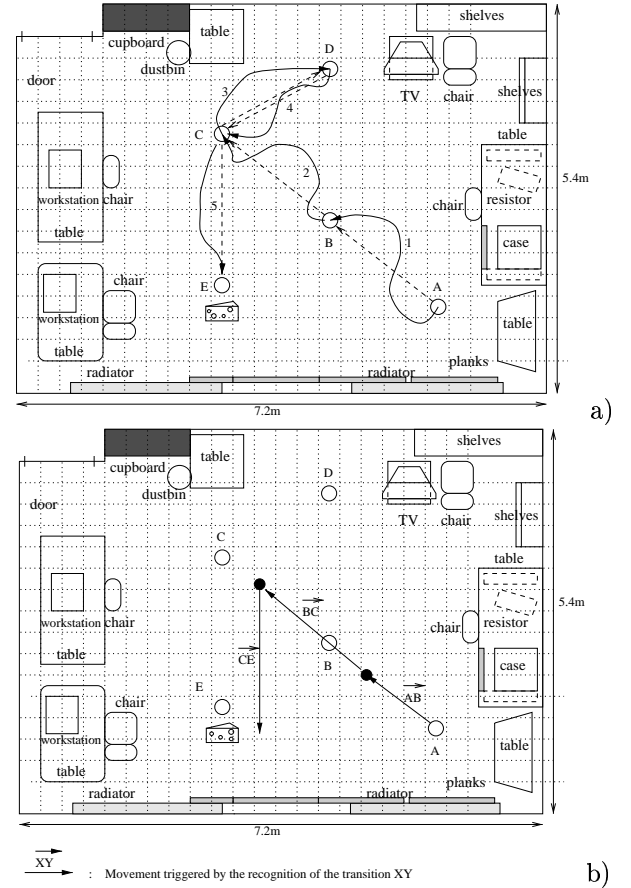 shelves
cupboard
table
dustbin
D
door
3
4
TV
chair
shelves
C
table
2
5.4m
workstation
chair
resistor
chair
5
B
1
case
table
E
A
chair
workstation
table
table
planks
radiator
radiator
7.2m
a)
shelves
cupboard
table
dustbin
D
door
TV
chair
shelves
C
table
BC
5.4m
workstation
chair
resistor
chair
CE
B
case
table
E
AB
chair
A
workstation
table
table
planks
radiator
radiator
7.2m
XY
: Movement triggered by the recognition of the transition XY
b)